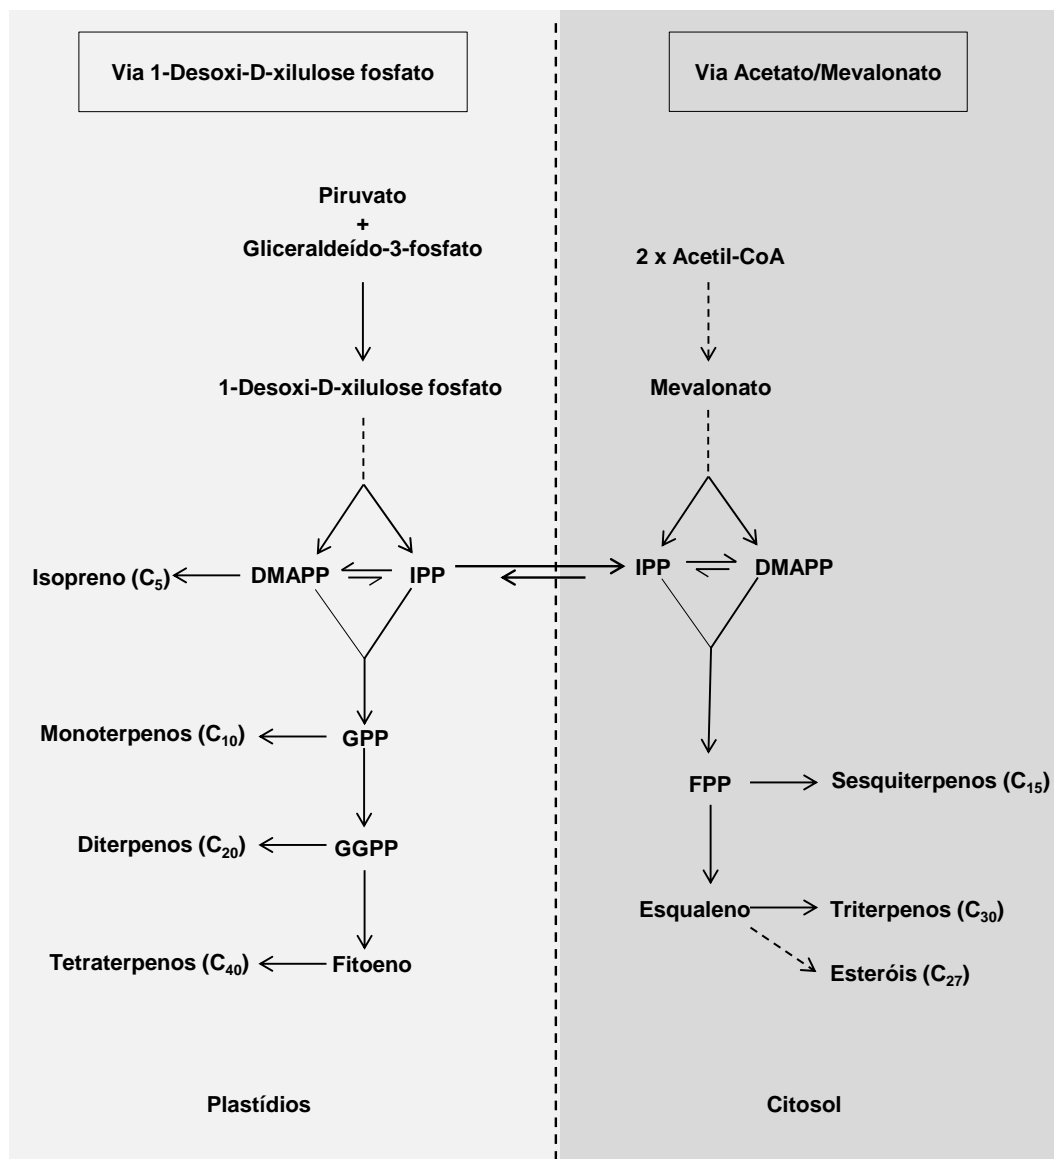 Via 1-Desoxi-D-xilulose fosfato
Via Acetato/Mevalonato
Piruvato
+
Gliceraldeído-3-fosfato
2 x Acetil-CoA
1-Desoxi-D-xilulose fosfato
Mevalonato
Isopreno (C₅)
DMAPP
IPP
IPP
DMAPP
Monoterpenos (C₁₀)
GPP
FPP
Sesquiterpenos (C₁₅)
Diterpenos (C₂₀)
GGPP
Esqualeno
Triterpenos (C₃₀)
Tetraterpenos (C₄₀)
Fitoeno
Esteróis (C₂₇)
Plastídios
Citosol